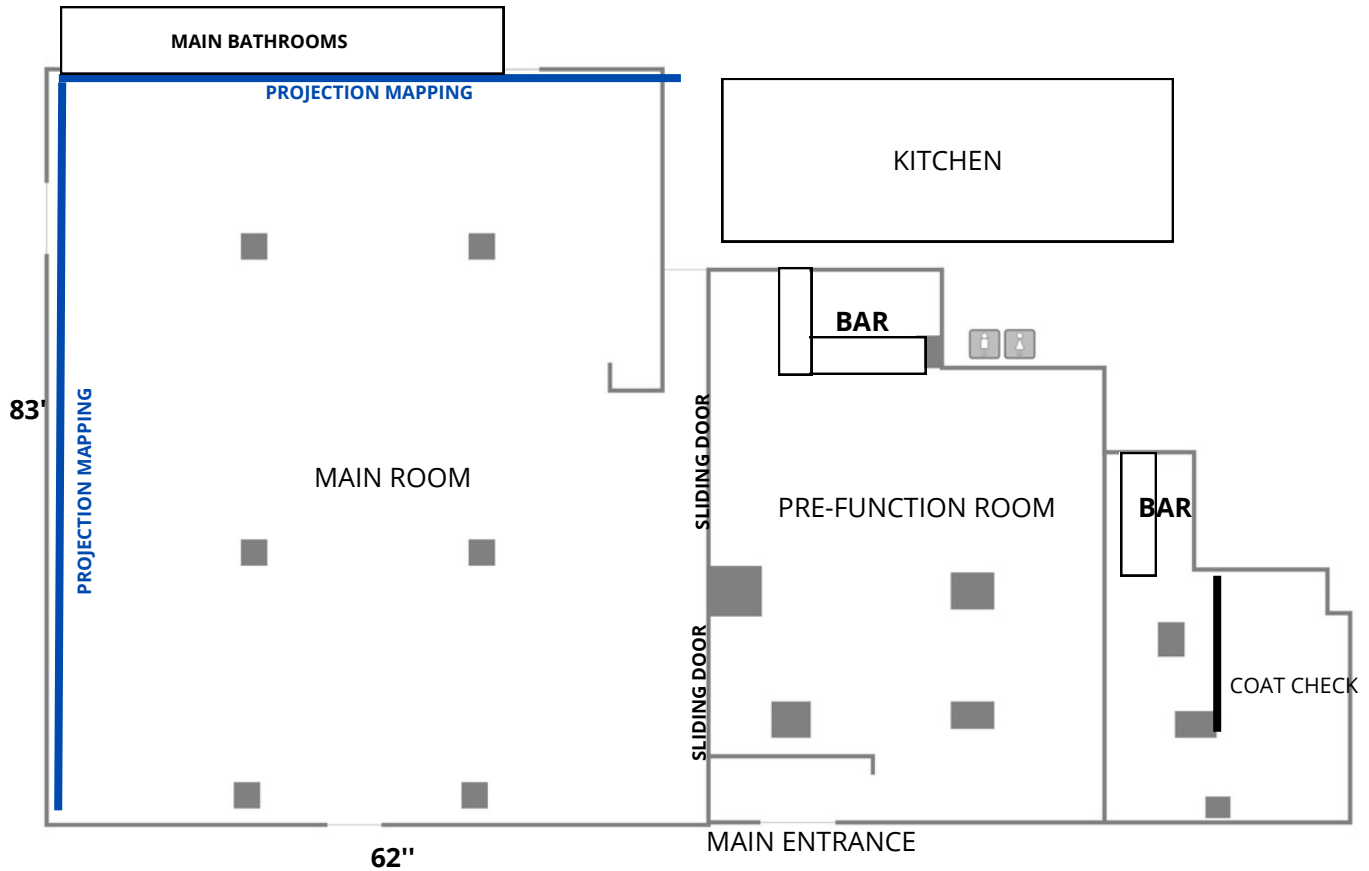 MAIN BATHROOMS
PROJECTION MAPPING
KITCHEN
BAR
83'
PROJECTION MAPPING
MAIN ROOM
SLIDING DOOR
PRE-FUNCTION ROOM
BAR
SLIDING DOOR
COAT CHECK
MAIN ENTRANCE
62''